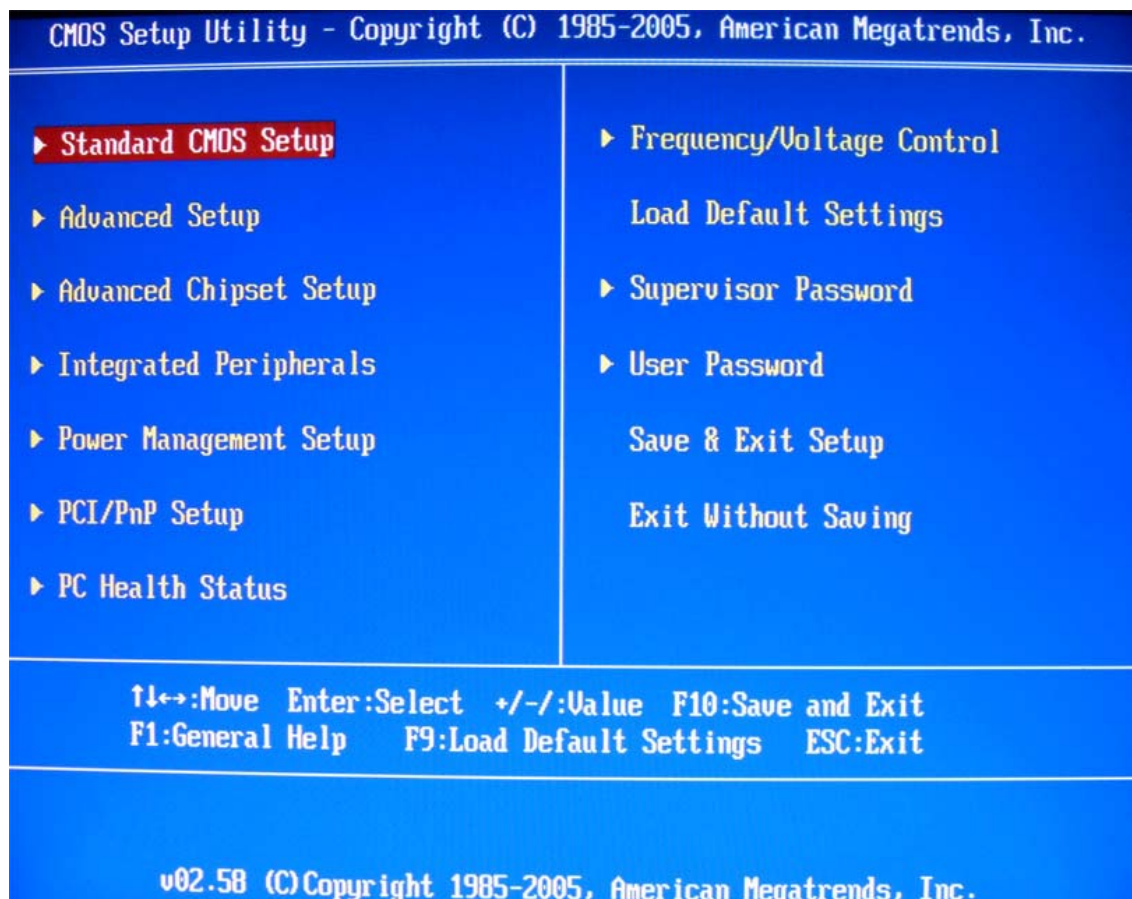 CMOS Setup Utility - Copyright (C) 1985-2005, American Megatrends, Inc.
▶ Standard CMOS Setup
▶ Advanced Setup
▶ Advanced Chipset Setup
▶ Integrated Peripherals
▶ Power Management Setup
▶ PCI/PnP Setup
▶ PC Health Status
▶ Frequency/Voltage Control
Load Default Settings
▶ Supervisor Password
▶ User Password
Save & Exit Setup
Exit Without Saving
↑↓←→:Move Enter:Select +/-/:Value F10:Save and Exit
F1:General Help F9:Load Default Settings ESC:Exit
v02.58 (C)Copyright 1985-2005, American Megatrends, Inc.